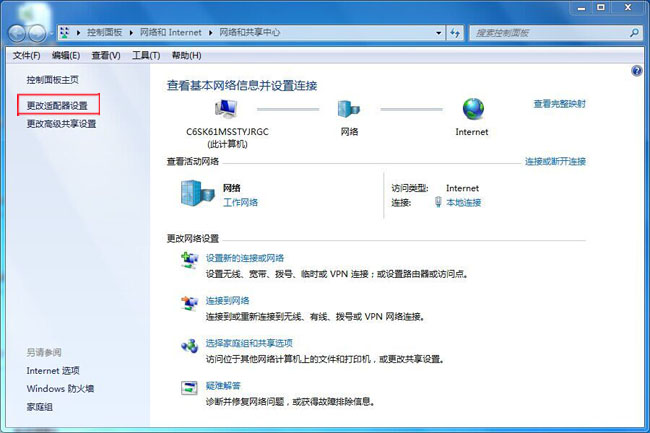 控制面板 网络和 Internet 网络和共享中心
搜索控制面板
文件(F) 编辑(E) 查看(V) 工具(T) 帮助(H)
控制面板主页
更改适配器设置
更改高级共享设置
查看基本网络信息并设置连接
C6SK61MSSTYJRGC
(此计算机)
网络
Internet
查看完整映射
查看活动网络
连接或断开连接
网络
工作网络
访问类型: Internet
连接: 本地连接
更改网络设置
设置新的连接或网络
设置无线、宽带、拨号、临时或 VPN 连接；或设置路由器或访问点。
连接到网络
连接到或重新连接到无线、有线、拨号或 VPN 网络连接。
选择家庭组和共享选项
访问位于其他网络计算机上的文件和打印机，或更改共享设置。
疑难解答
诊断并修复网络问题，或获得故障排除信息。
另请参阅
Internet 选项
Windows 防火墙
家庭组